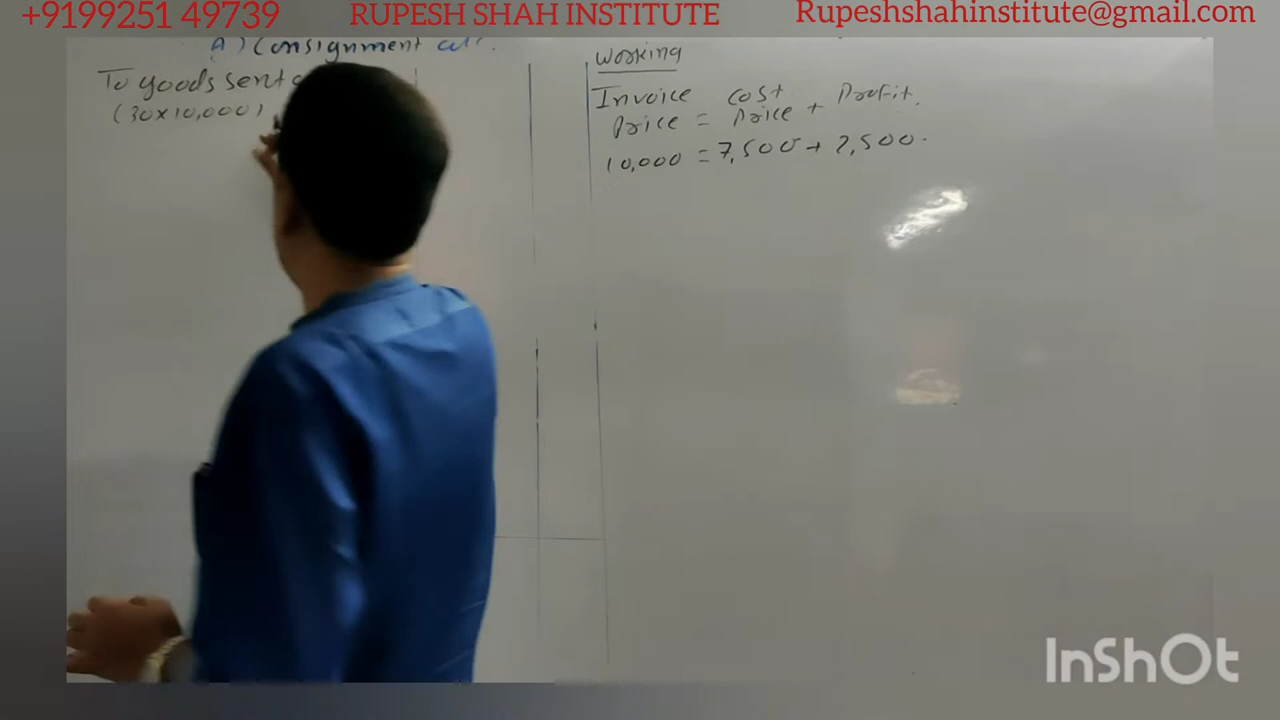 +9199251 49739 RUPESH SHAH INSTITUTE Rupeshshahinstitute@gmail.com
A) Consignment a/c.
To goods sent
(30x10,000)
Working
Invoice Price = Cost Price + Profit.
10,000 = 7,500 + 2,500.
InShOt